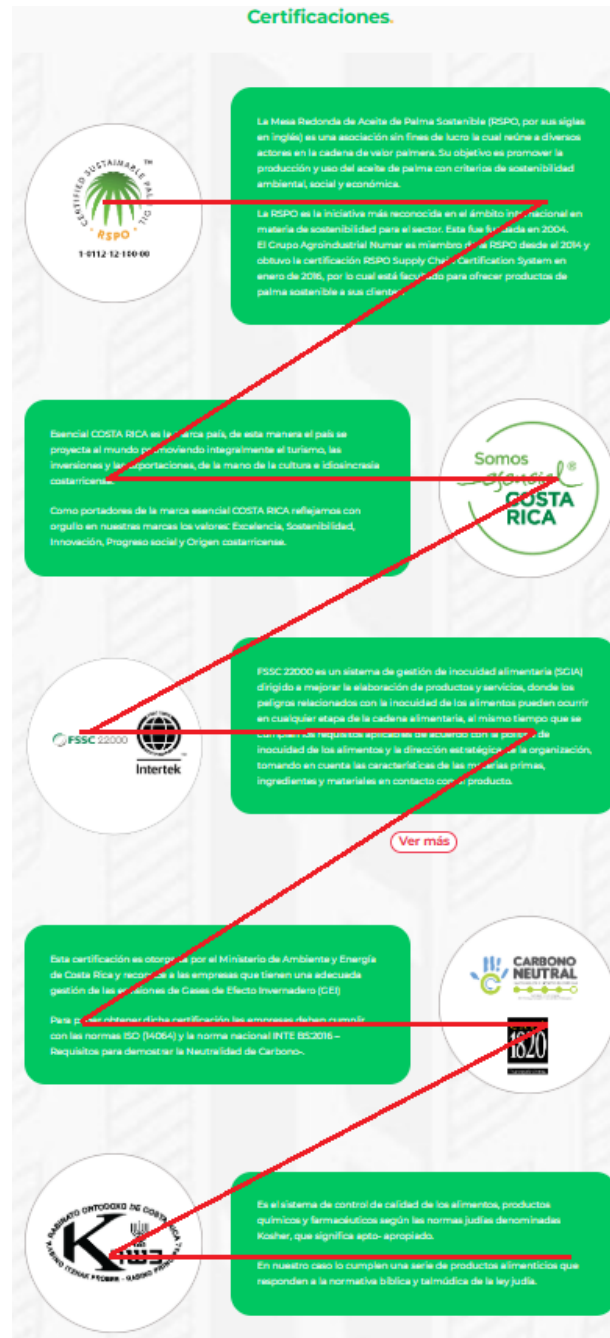 Certificaciones.
CERTIFIED SUSTAINABLE PALM OIL ™
RSPO
1-0112-12-100-00
La Mesa Redonda de Aceite de Palma Sostenible (RSPO, por sus siglas
en inglés) es una asociación sin fines de lucro la cual reúne a diversos
actores en la cadena de valor palmera. Su objetivo es promover la
producción y uso del aceite de palma con criterios de sostenibilidad
ambiental, social y económica.
La RSPO es la iniciativa más reconocida en el ámbito internacional en
materia de sostenibilidad para el sector. Esta fue fundada en 2004.
El Grupo Agroindustrial Numar es miembro de la RSPO desde el 2014 y
obtuvo la certificación RSPO Supply Chain Certification System en
enero de 2016, por lo cual está facultado para ofrecer productos de
palma sostenible a sus clientes
Esencial COSTA RICA es la marca país, de esta manera el país se
proyecta al mundo promoviendo integralmente el turismo, las
inversiones y las exportaciones, de la mano de la cultura e idiosincrasia
costarricense.
Como portadores de la marca esencial COSTA RICA reflejamos con
orgullo en nuestras marcas los valores: Excelencia, Sostenibilidad,
Innovación, Progreso social y Origen costarricense.
Somos
esencial®
COSTA
RICA
FSSC 22000
Intertek
FSSC 22000 es un sistema de gestión de inocuidad alimentaria (SGIA)
dirigido a mejorar la elaboración de productos y servicios, donde los
peligros relacionados con la inocuidad de los alimentos pueden ocurrir
en cualquier etapa de la cadena alimentaria, al mismo tiempo que se
cumplan los requisitos aplicables de acuerdo con la política de
inocuidad de los alimentos y la dirección estratégica de la organización,
tomando en cuenta las características de las materias primas,
ingredientes y materiales en contacto con el producto.
Ver más
Esta certificación es otorgada por el Ministerio de Ambiente y Energía
de Costa Rica y reconoce a las empresas que tienen una adecuada
gestión de las emisiones de Gases de Efecto Invernadero (GEI)
Para poder obtener dicha certificación las empresas deben cumplir
con las normas ISO (14064) y la norma nacional INTE B5:2016 –
Requisitos para demostrar la Neutralidad de Carbono-.
CARBONO
NEUTRAL
1820
RABINATO ORTODOXO DE COSTA RICA
K
Es el sistema de control de calidad de los alimentos, productos
químicos y farmacéuticos según las normas judías denominadas
Kosher, que significa apto- apropiado.
En nuestro caso lo cumplen una serie de productos alimenticios que
responden a la normativa bíblica y talmúdica de la ley judía.